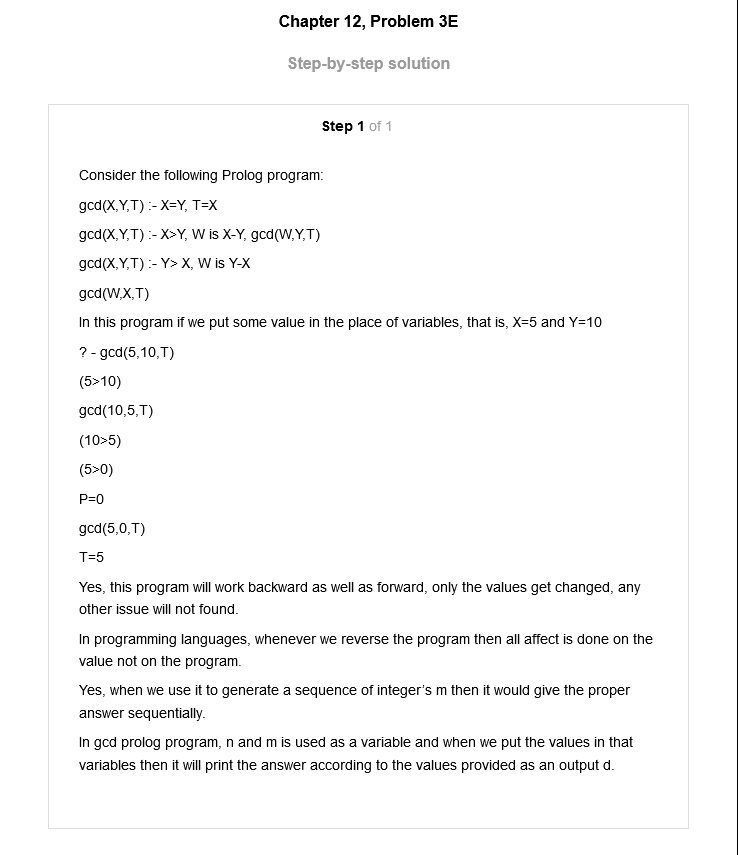 Chapter 12, Problem 3E
Step-by-step solution
Step 1 of 1
Consider the following Prolog program:
gcd(X,Y,T) :- X=Y, T=X
gcd(X,Y,T) :- X>Y, W is X-Y, gcd(W,Y,T)
gcd(X,Y,T) :- Y> X, W is Y-X
gcd(W,X,T)
In this program if we put some value in the place of variables, that is, X=5 and Y=10
? - gcd(5,10,T)
(5>10)
gcd(10,5,T)
(10>5)
(5>0)
P=0
gcd(5,0,T)
T=5
Yes, this program will work backward as well as forward, only the values get changed, any
other issue will not found.
In programming languages, whenever we reverse the program then all affect is done on the
value not on the program.
Yes, when we use it to generate a sequence of integer's m then it would give the proper
answer sequentially.
In gcd prolog program, n and m is used as a variable and when we put the values in that
variables then it will print the answer according to the values provided as an output d.